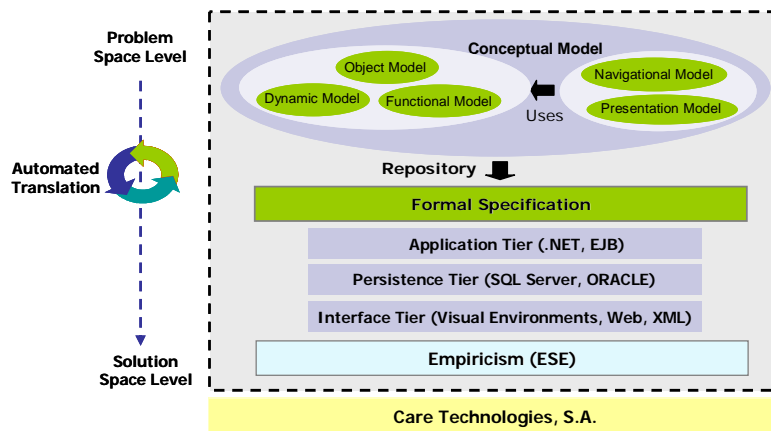 Problem
Space Level
Automated
Translation
Solution
Space Level
Conceptual Model
Object Model
Dynamic Model
Functional Model
Navigational Model
Presentation Model
Uses
Repository
Formal Specification
Application Tier (.NET, EJB)
Persistence Tier (SQL Server, ORACLE)
Interface Tier (Visual Environments, Web, XML)
Empiricism (ESE)
Care Technologies, S.A.